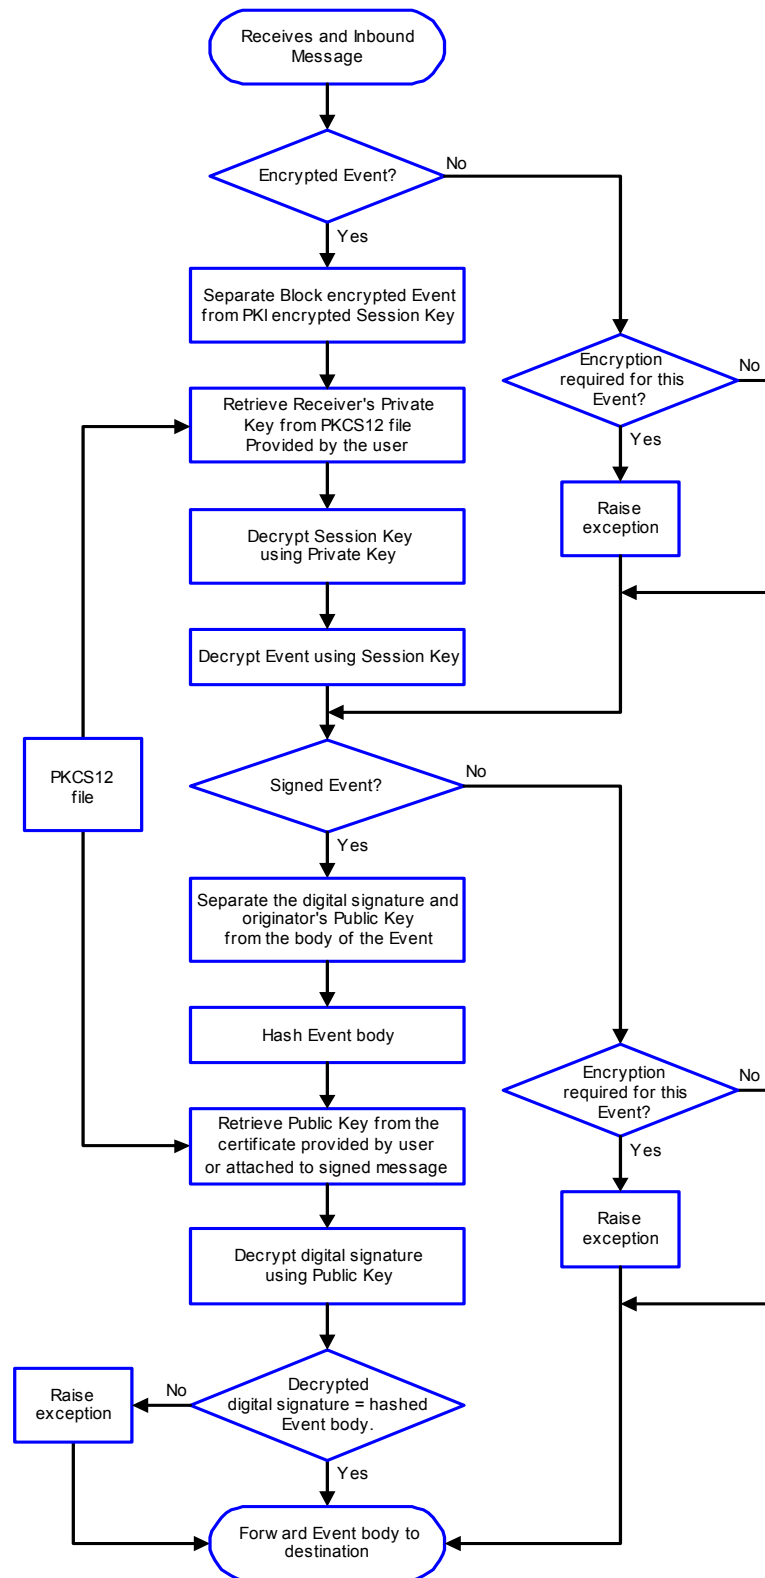 Receives and Inbound
Message
Encrypted Event?
No
Yes
Separate Block encrypted Event
from PKI encrypted Session Key
Encryption
required for this
Event?
No
Yes
Retrieve Receiver's Private
Key from PKCS12 file
Provided by the user
Raise
exception
Decrypt Session Key
using Private Key
Decrypt Event using Session Key
PKCS12
file
Signed Event?
No
Yes
Separate the digital signature and
originator's Public Key
from the body of the Event
Hash Event body
Encryption
required for this
Event?
No
Yes
Retrieve Public Key from the
certificate provided by user
or attached to signed message
Raise
exception
Decrypt digital signature
using Public Key
Decrypted
digital signature = hashed
Event body.
No
Yes
Raise
exception
Forward Event body to
destination